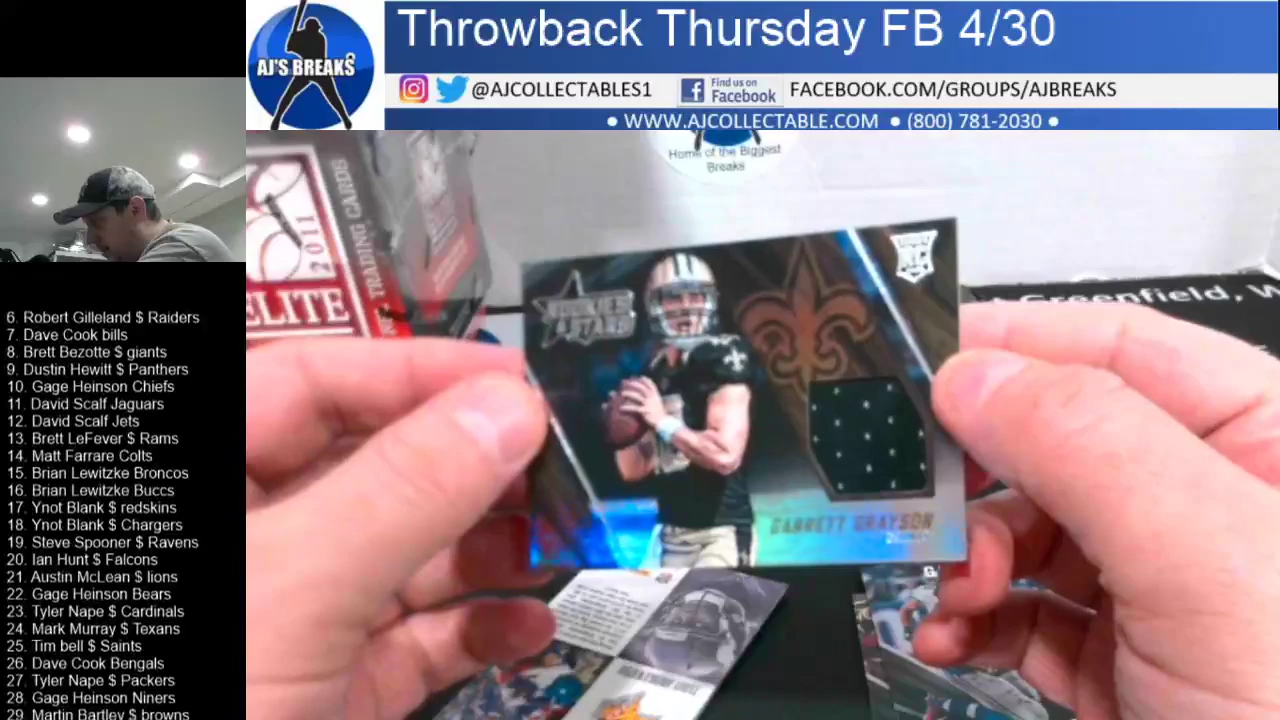 Throwback Thursday FB 4/30
AJ'S BREAKS
@AJCOLLECTABLES1
Find us on
Facebook
FACEBOOK.COM/GROUPS/AJBREAKS
• WWW.AJCOLLECTABLE.COM • (800) 781-2030 •
Home of the Biggest
Breaks
2011
ELITE
TRADING CARDS
Greenfield, W
ROOKIES
& STARS
GARRETT GRAYSON
6. Robert Gilleland $ Raiders
7. Dave Cook bills
8. Brett Bezotte $ giants
9. Dustin Hewitt $ Panthers
10. Gage Heinson Chiefs
11. David Scalf Jaguars
12. David Scalf Jets
13. Brett LeFever $ Rams
14. Matt Farrare Colts
15. Brian Lewitzke Broncos
16. Brian Lewitzke Buccs
17. Ynot Blank $ redskins
18. Ynot Blank $ Chargers
19. Steve Spooner $ Ravens
20. Ian Hunt $ Falcons
21. Austin McLean $ lions
22. Gage Heinson Bears
23. Tyler Nape $ Cardinals
24. Mark Murray $ Texans
25. Tim bell $ Saints
26. Dave Cook Bengals
27. Tyler Nape $ Packers
28. Gage Heinson Niners
29. Martin Bartley $ browns